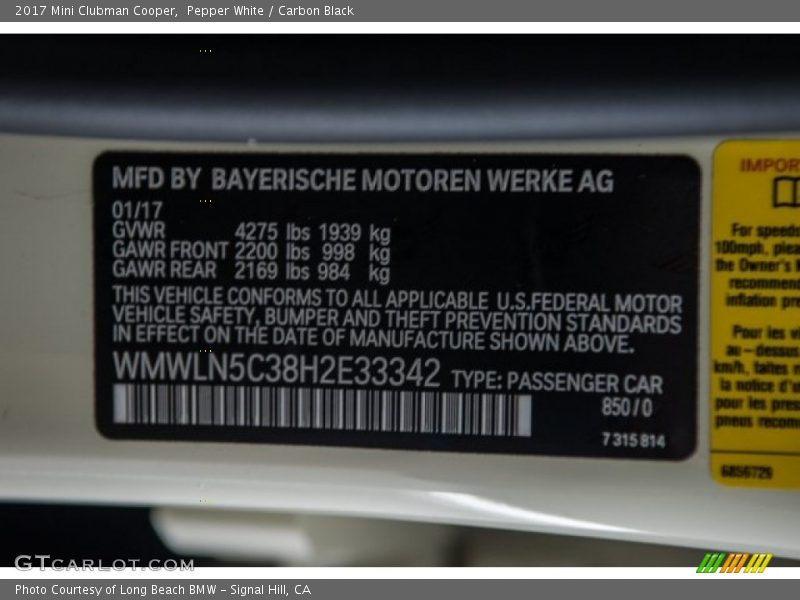 2017 Mini Clubman Cooper,  Pepper White / Carbon Black
MFD BY BAYERISCHE MOTOREN WERKE AG
01/17
GVWR 4275 lbs 1939 kg
GAWR FRONT 2200 lbs 998 kg
GAWR REAR 2169 lbs 984 kg
THIS VEHICLE CONFORMS TO ALL APPLICABLE U.S.FEDERAL MOTOR
VEHICLE SAFETY, BUMPER AND THEFT PREVENTION STANDARDS
IN EFFECT ON THE DATE OF MANUFACTURE SHOWN ABOVE.
WMWLN5C38H2E33342 TYPE: PASSENGER CAR
850/0
7315814
For speeds
100mph, plea
the Owner's
recommen
inflation pre
Pour les vi
au-dessus
km/h, faites
la notice d'u
pour les pres
pneus recom
6856729
GTCARLOT.COM
Photo Courtesy of Long Beach BMW – Signal Hill, CA